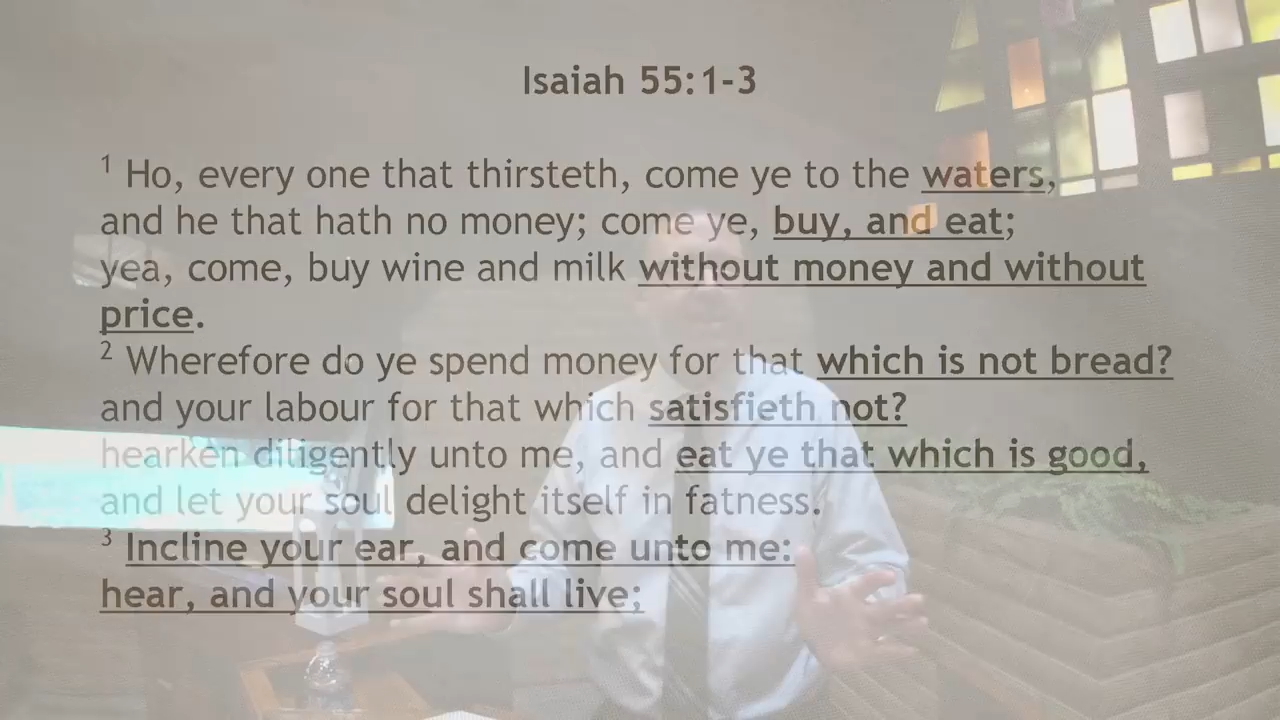 Isaiah 55:1-3
1 Ho, every one that thirsteth, come ye to the waters,
and he that hath no money; come ye, buy, and eat;
yea, come, buy wine and milk without money and without
price.
2 Wherefore do ye spend money for that which is not bread?
and your labour for that which satisfieth not?
hearken diligently unto me, and eat ye that which is good,
and let your soul delight itself in fatness.
3 Incline your ear, and come unto me:
hear, and your soul shall live;